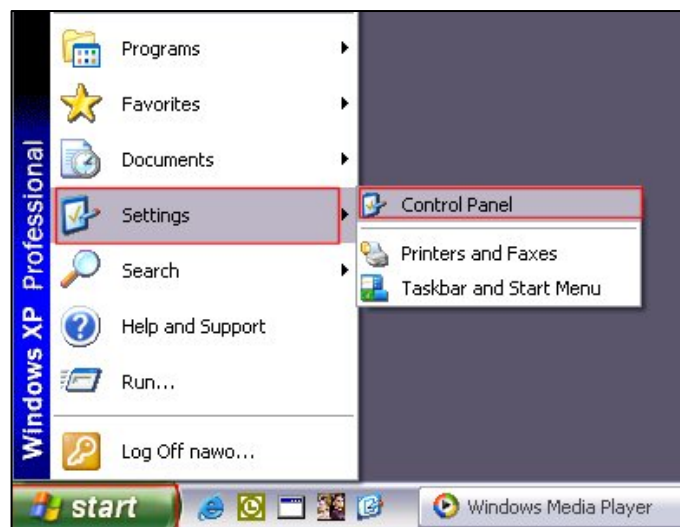 Programs
Favorites
Documents
Settings
Control Panel
Printers and Faxes
Taskbar and Start Menu
Search
Help and Support
Run...
Log Off nawo...
Windows XP Professional
start
Windows Media Player